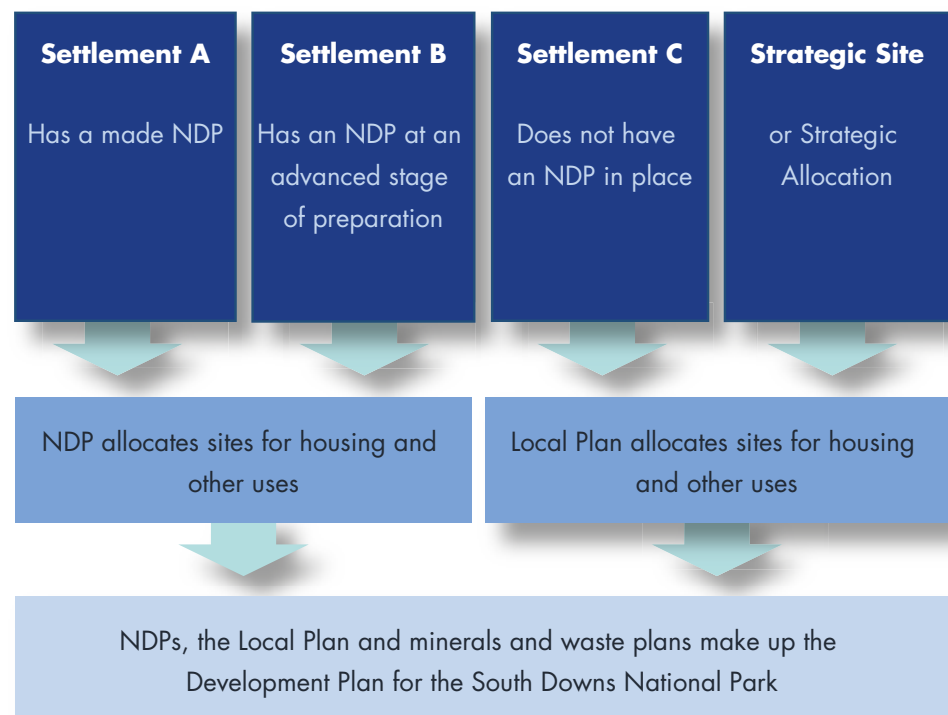 Settlement A
Has a made NDP
Settlement B
Has an NDP at an
advanced stage
of preparation
Settlement C
Does not have
an NDP in place
Strategic Site
or Strategic
Allocation
NDP allocates sites for housing and
other uses
Local Plan allocates sites for housing
and other uses
NDPs, the Local Plan and minerals and waste plans make up the
Development Plan for the South Downs National Park